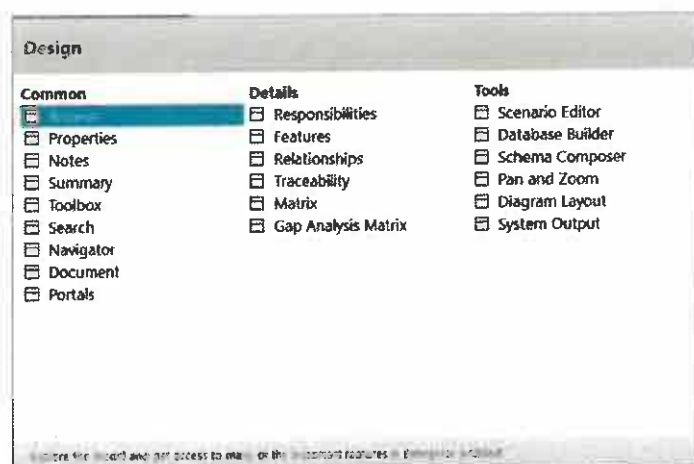 Design
Common
Properties
Notes
Summary
Toolbox
Search
Navigator
Document
Portals
Details
Responsibilities
Features
Relationships
Traceability
Matrix
Gap Analysis Matrix
Tools
Scenario Editor
Database Builder
Schema Composer
Pan and Zoom
Diagram Layout
System Output
the and get access to of the features